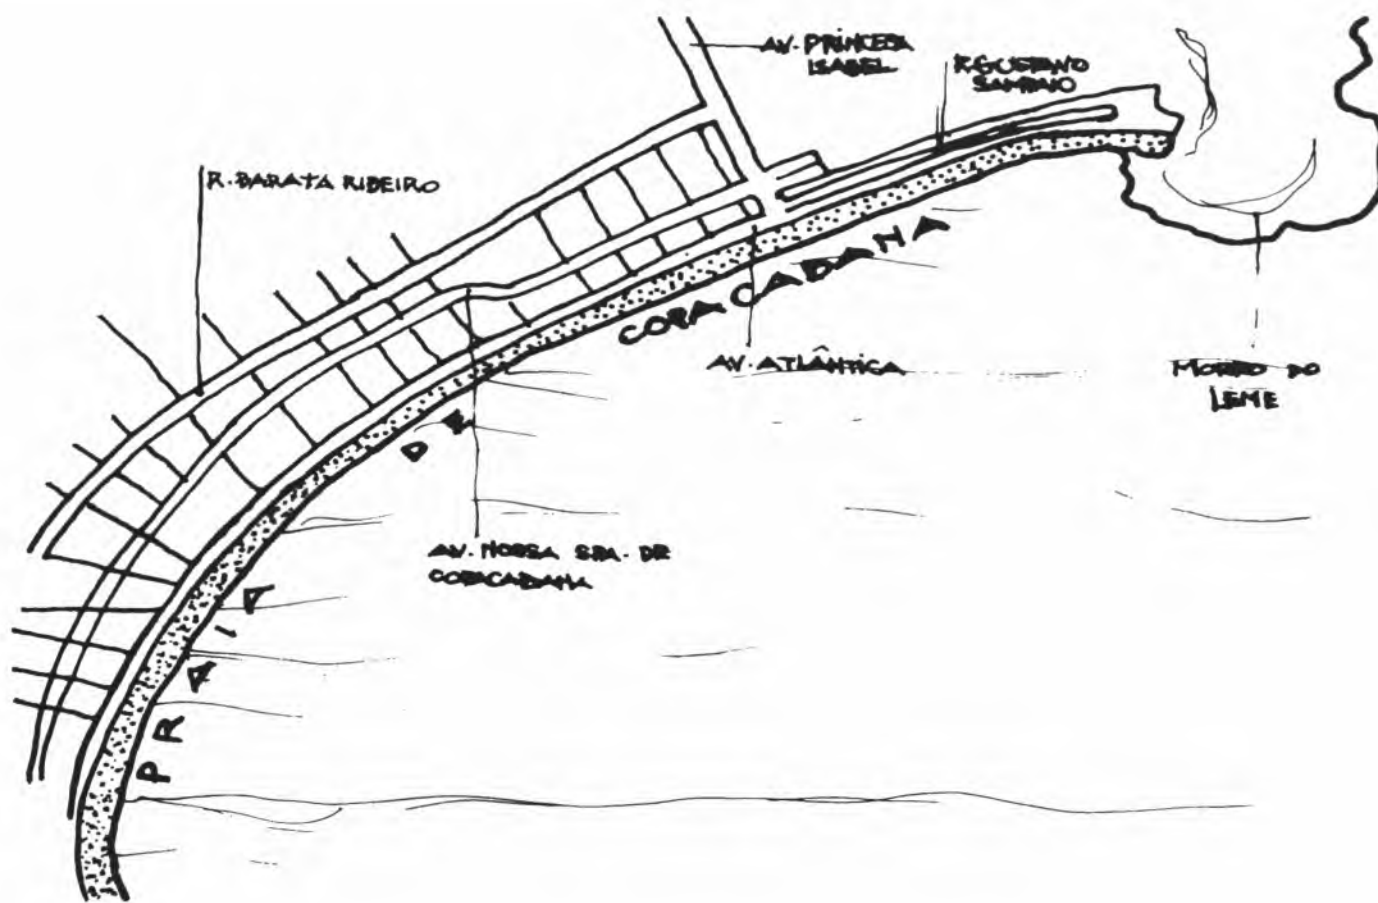 AV. PRINCESA
ISABEL
R. GUSTAVO
SAMPAIO
R. BARATA RIBEIRO
PRAIA DE COPACABANA
AV. ATLÂNTICA
MORRO DO
LEME
AV. NOSSA SRA. DE
COPACABANA